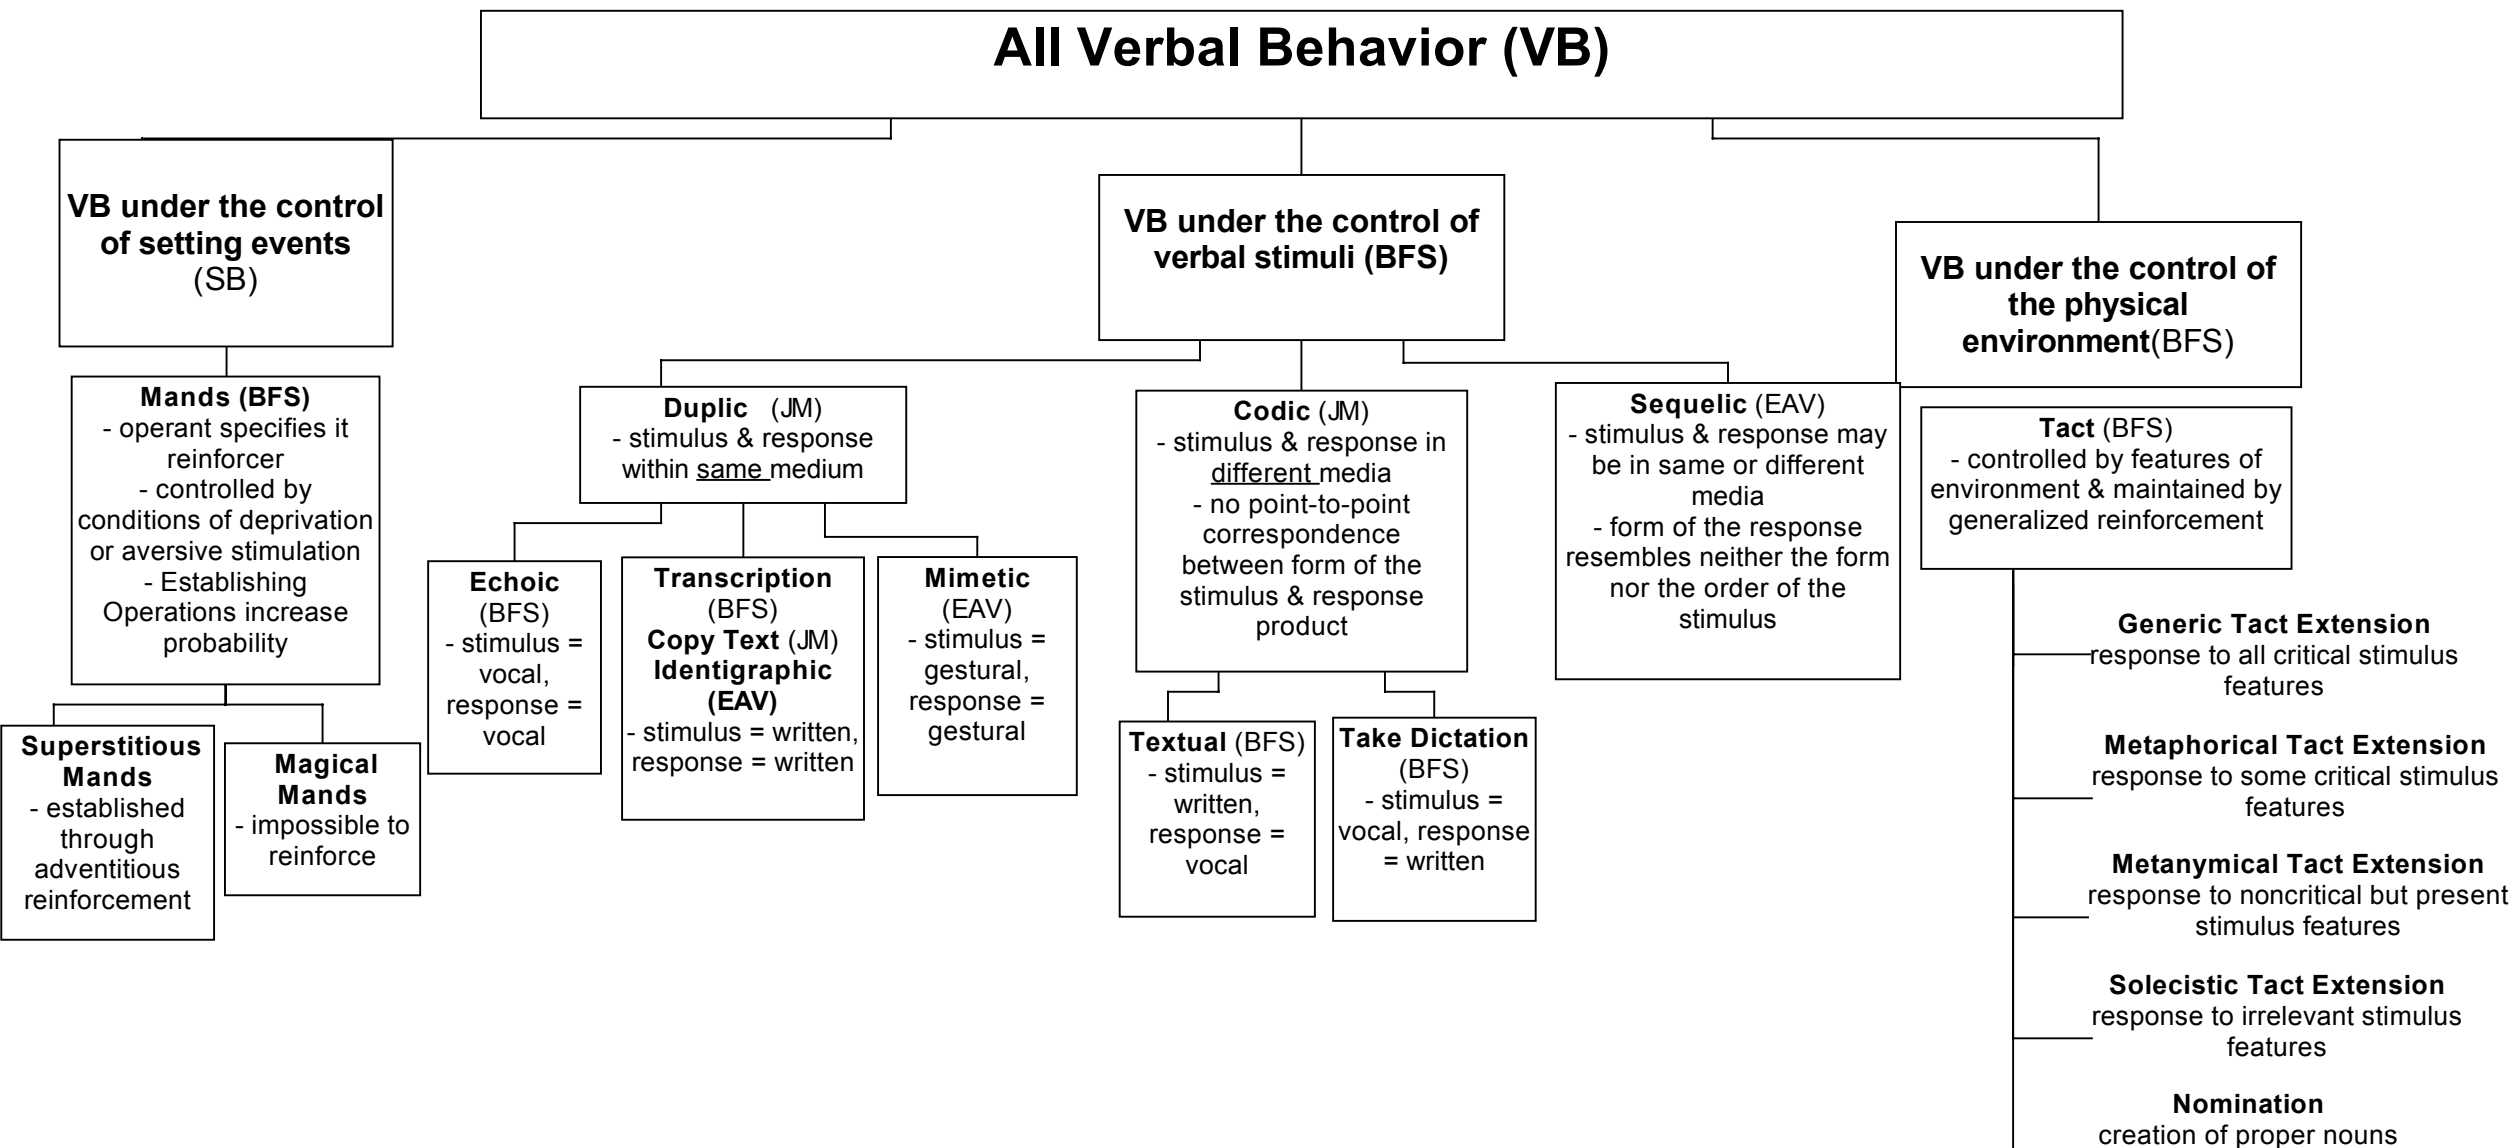 All Verbal Behavior (VB)
VB under the control
of setting events
(SB)
VB under the control of
verbal stimuli (BFS)
VB under the control of
the physical
environment(BFS)
Mands (BFS)
- operant specifies it
reinforcer
- controlled by
conditions of deprivation
or aversive stimulation
- Establishing
Operations increase
probability
Superstitious
Mands
- established
through
adventitious
reinforcement
Magical
Mands
- impossible to
reinforce
Duplic (JM)
- stimulus & response
within same medium
Echoic
(BFS)
- stimulus =
vocal,
response =
vocal
Transcription
(BFS)
Copy Text (JM)
Identigraphic
(EAV)
- stimulus = written,
response = written
Mimetic
(EAV)
- stimulus =
gestural,
response =
gestural
Codic (JM)
- stimulus & response in
different media
- no point-to-point
correspondence
between form of the
stimulus & response
product
Textual (BFS)
- stimulus =
written,
response =
vocal
Take Dictation
(BFS)
- stimulus =
vocal, response
= written
Sequelic (EAV)
- stimulus & response may
be in same or different
media
- form of the response
resembles neither the form
nor the order of the
stimulus
Tact (BFS)
- controlled by features of
environment & maintained by
generalized reinforcement
Generic Tact Extension
response to all critical stimulus
features
Metaphorical Tact Extension
response to some critical stimulus
features
Metanymical Tact Extension
response to noncritical but present
stimulus features
Solecistic Tact Extension
response to irrelevant stimulus
features
Nomination
creation of proper nouns